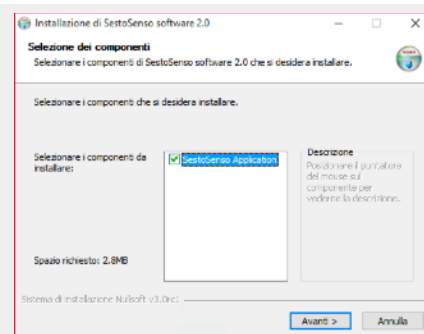 Installazione di SestoSenso software 2.0
Selezione dei componenti
Selezionare i componenti di SestoSenso software 2.0 che si desidera installare.
Selezionare i componenti che si desidera installare.
Selezionare i componenti da
installare:
SestoSenso Application
Descrizione
Posizionare il puntatore
del mouse sul
componente per
vederne la descrizione.
Spazio richiesto: 2.8MB
Sistema di installazione Nullsoft v3.0rc1
Avanti >
Annulla